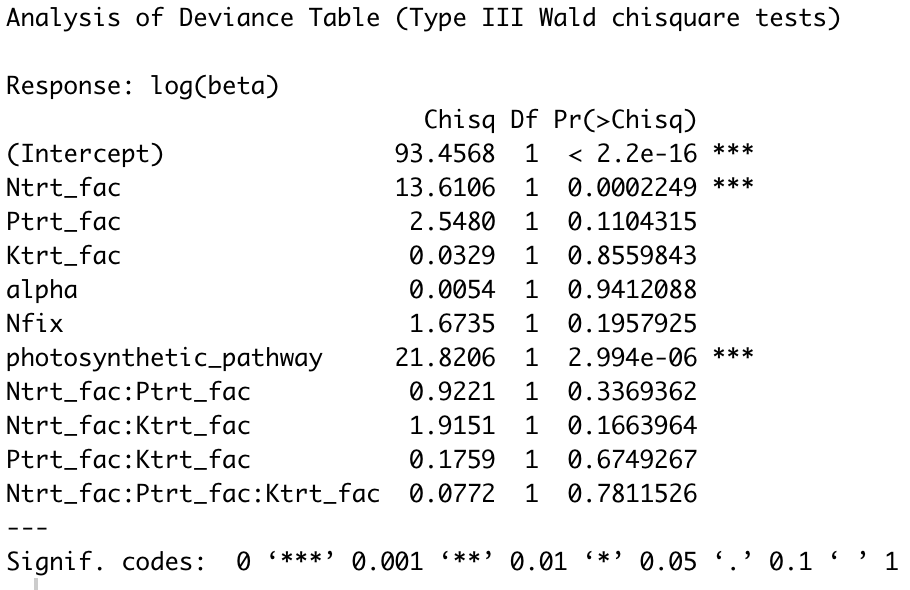 Analysis of Deviance Table (Type III Wald chisquare tests)

Response: log(beta)
                            Chisq Df Pr(>Chisq)
(Intercept)               93.4568  1  < 2.2e-16 ***
Ntrt_fac                  13.6106  1  0.0002249 ***
Ptrt_fac                   2.5480  1  0.1104315
Ktrt_fac                   0.0329  1  0.8559843
alpha                      0.0054  1  0.9412088
Nfix                       1.6735  1  0.1957925
photosynthetic_pathway    21.8206  1  2.994e-06 ***
Ntrt_fac:Ptrt_fac          0.9221  1  0.3369362
Ntrt_fac:Ktrt_fac          1.9151  1  0.1663964
Ptrt_fac:Ktrt_fac          0.1759  1  0.6749267
Ntrt_fac:Ptrt_fac:Ktrt_fac  0.0772  1  0.7811526
---
Signif. codes:  0 ‘***’ 0.001 ‘**’ 0.01 ‘*’ 0.05 ‘.’ 0.1 ‘ ’ 1